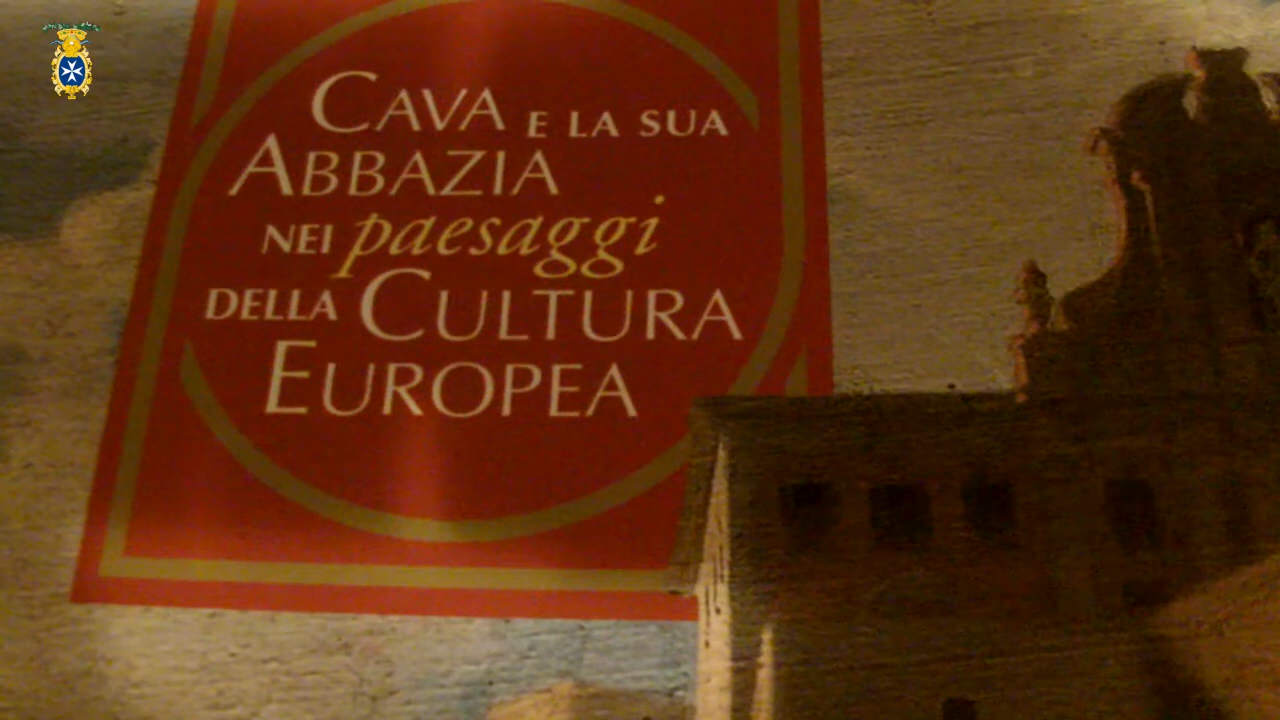 CAVA E LA SUA
ABBAZIA
NEI paesaggi
DELLA CULTURA
EUROPEA